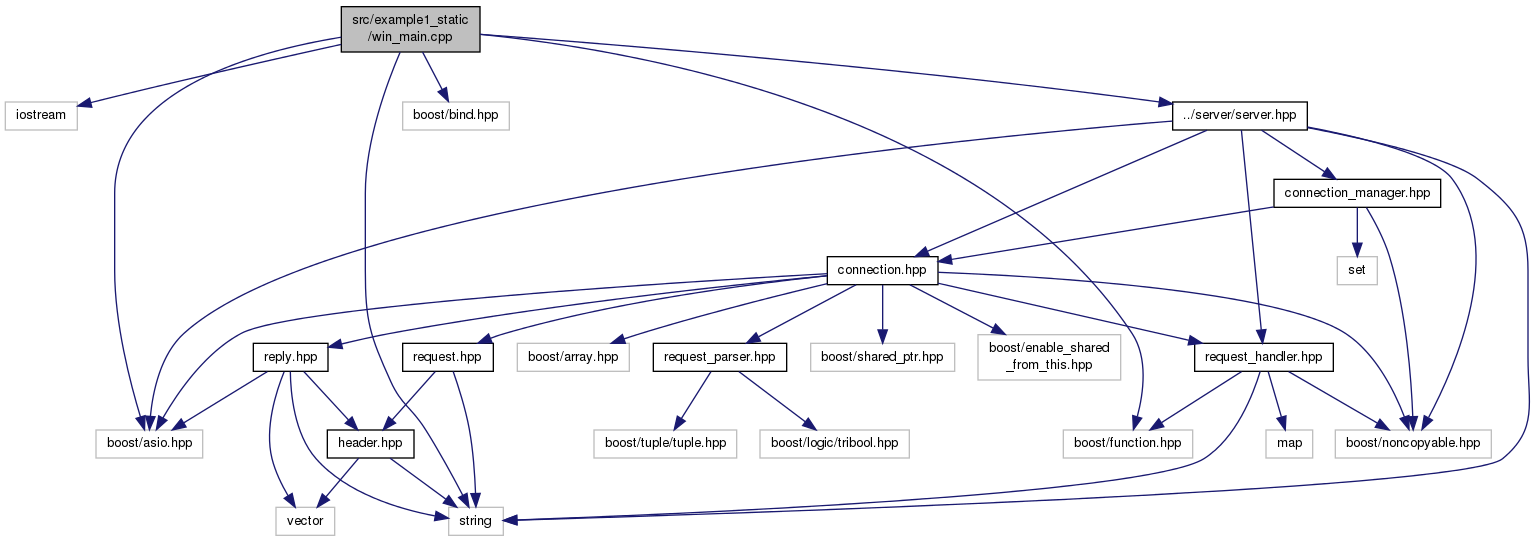 src/example1_static
/win_main.cpp
iostream
boost/bind.hpp
../server/server.hpp
connection_manager.hpp
connection.hpp
set
reply.hpp
request.hpp
boost/array.hpp
request_parser.hpp
boost/shared_ptr.hpp
boost/enable_shared
_from_this.hpp
request_handler.hpp
boost/asio.hpp
header.hpp
boost/tuple/tuple.hpp
boost/logic/tribool.hpp
boost/function.hpp
map
boost/noncopyable.hpp
vector
string